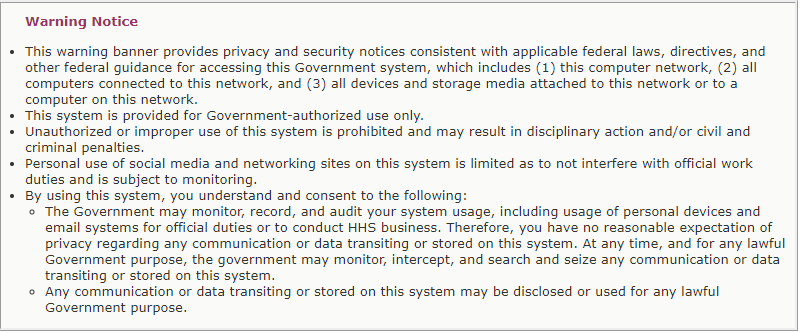 Warning Notice
• This warning banner provides privacy and security notices consistent with applicable federal laws, directives, and
other federal guidance for accessing this Government system, which includes (1) this computer network, (2) all
computers connected to this network, and (3) all devices and storage media attached to this network or to a
computer on this network.
• This system is provided for Government-authorized use only.
• Unauthorized or improper use of this system is prohibited and may result in disciplinary action and/or civil and
criminal penalties.
• Personal use of social media and networking sites on this system is limited as to not interfere with official work
duties and is subject to monitoring.
• By using this system, you understand and consent to the following:
◦ The Government may monitor, record, and audit your system usage, including usage of personal devices and
email systems for official duties or to conduct HHS business. Therefore, you have no reasonable expectation of
privacy regarding any communication or data transiting or stored on this system. At any time, and for any lawful
Government purpose, the government may monitor, intercept, and search and seize any communication or data
transiting or stored on this system.
◦ Any communication or data transiting or stored on this system may be disclosed or used for any lawful
Government purpose.